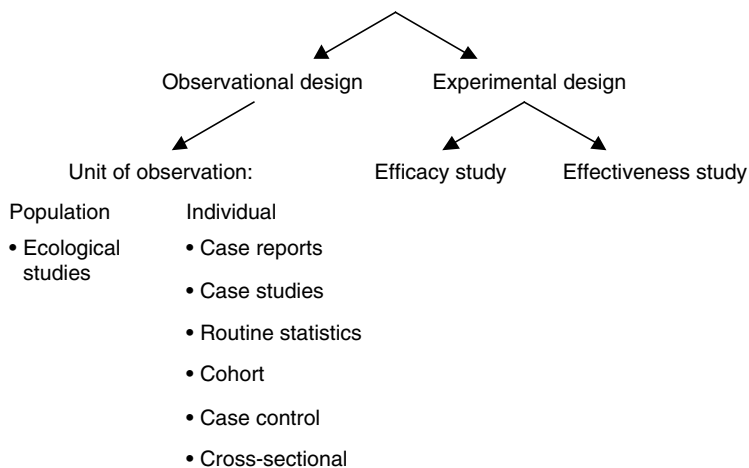 Observational design
Experimental design
Unit of observation:
Efficacy study
Effectiveness study
Population
• Ecological
studies
Individual
• Case reports
• Case studies
• Routine statistics
• Cohort
• Case control
• Cross-sectional